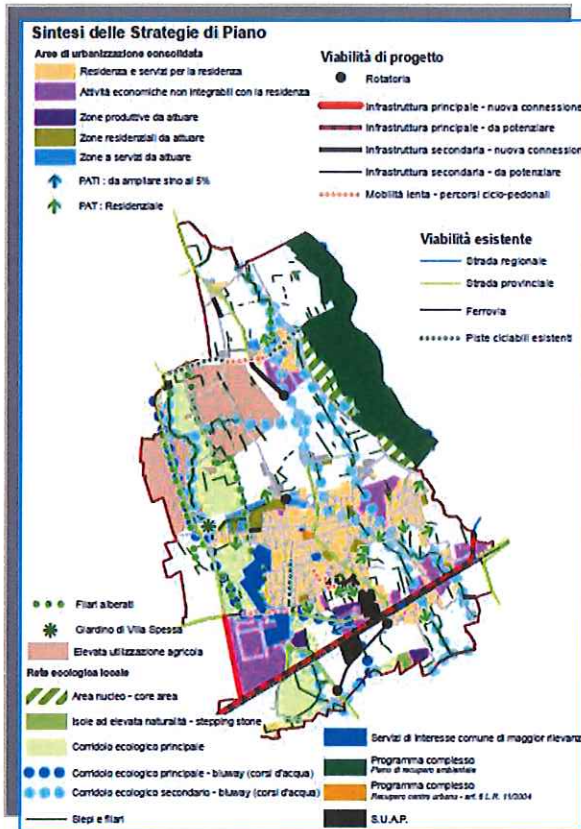 Sintesi delle Strategie di Piano
Aree di urbanizzazione consolidata
Residenza e servizi per la residenza
Attività economiche non integrabili con la residenza
Zone produttive da attuare
Zone residenziali da attuare
Zone a servizi da attuare
PATI : da ampliare sino al 5%
PAT : Residenziale
Viabilità di progetto
Rotatoria
Infrastruttura principale - nuova connessione
Infrastruttura principale - da potenziare
Infrastruttura secondaria - nuova connessione
Infrastruttura secondaria - da potenziare
Mobilità lenta - percorsi ciclo-pedonali
Viabilità esistente
Strada regionale
Strada provinciale
Ferrovia
Piste ciclabili esistenti
Filari alberati
Giardino di Villa Spessa
Elevata utilizzazione agricola
Rete ecologica locale
Area nucleo - core area
Isole ad elevata naturalità - stepping stone
Corridoio ecologico principale
Corridoio ecologico principale - bluway (corsi d'acqua)
Corridoio ecologico secondario - bluway (corsi d'acqua)
Siepi e filari
Servizi di interesse comune di maggior rilevanza
Programma complesso
Piano di recupero ambientale
Programma complesso
Recupero centro urbano - art. 6 L.R. 11/2004
S.U.A.P.